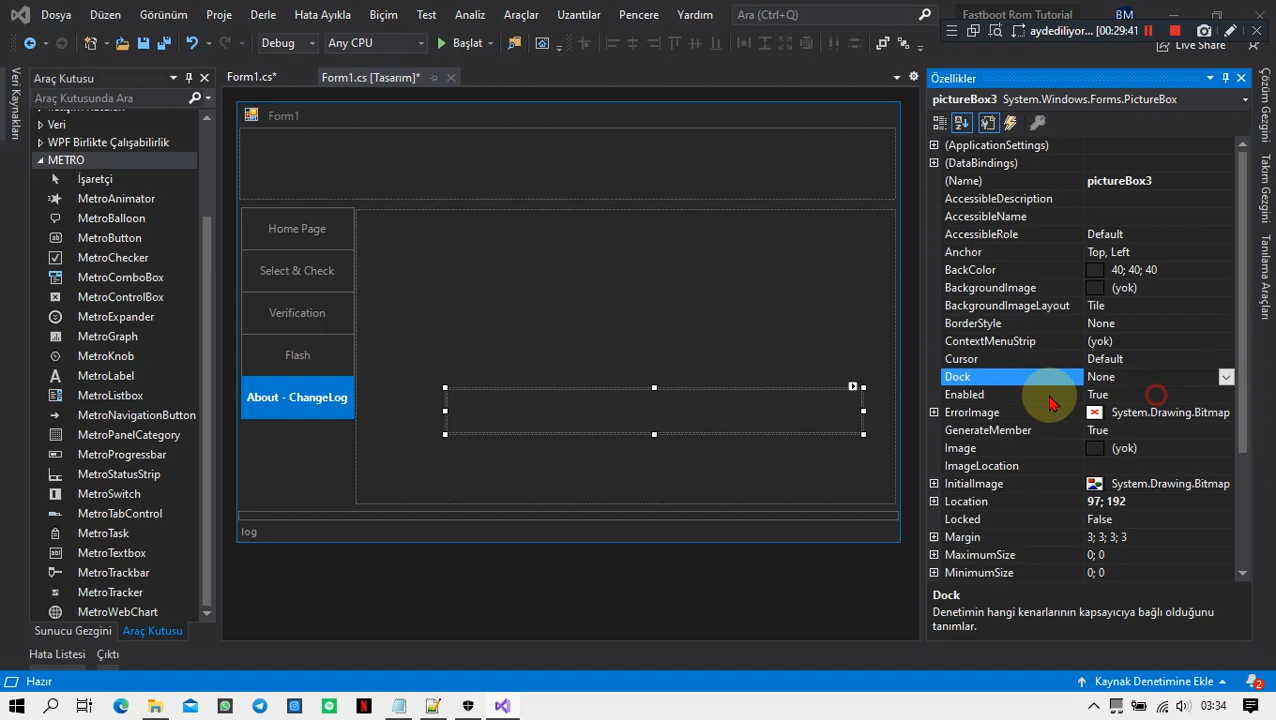 Dosya Düzen Görünüm Proje Derle Hata Ayıkla Biçim Test Analiz Araçlar Uzantılar Pencere Yardım Ara (Ctrl+Q) Fastboot Rom Tutorial BM
aydediliyor... [00:29:41]
Debug Any CPU Başlat Live Share
Veri Kaynakları
Araç Kutusu
Araç Kutusunda Ara
Veri
WPF Birlikte Çalışabilirlik
METRO
İşaretçi
MetroAnimator
MetroBalloon
MetroButton
MetroChecker
MetroComboBox
MetroControlBox
MetroExpander
MetroGraph
MetroKnob
MetroLabel
MetroListbox
MetroNavigationButton
MetroPanelCategory
MetroProgressbar
MetroStatusStrip
MetroSwitch
MetroTabControl
MetroTask
MetroTextbox
MetroTrackbar
MetroTracker
MetroWebChart
Sunucu Gezgini Araç Kutusu
Hata Listesi Çıktı
Form1.cs* Form1.cs [Tasarım]*
Form1
Home Page
Select & Check
Verification
Flash
About - ChangeLog
log
Özellikler
pictureBox3 System.Windows.Forms.PictureBox
(ApplicationSettings)
(DataBindings)
(Name) pictureBox3
AccessibleDescription
AccessibleName
AccessibleRole Default
Anchor Top, Left
BackColor 40; 40; 40
BackgroundImage (yok)
BackgroundImageLayout Tile
BorderStyle None
ContextMenuStrip (yok)
Cursor Default
Dock None
Enabled True
ErrorImage System.Drawing.Bitmap
GenerateMember True
Image (yok)
ImageLocation
InitialImage System.Drawing.Bitmap
Location 97; 192
Locked False
Margin 3; 3; 3; 3
MaximumSize 0; 0
MinimumSize 0; 0
Dock
Denetimin hangi kenarlarının kapsayıcıya bağlı olduğunu
tanımlar.
Çözüm Gezgini
Takım Gezgini
Tanılama Araçları
Hazır Kaynak Denetimine Ekle 2
03:34